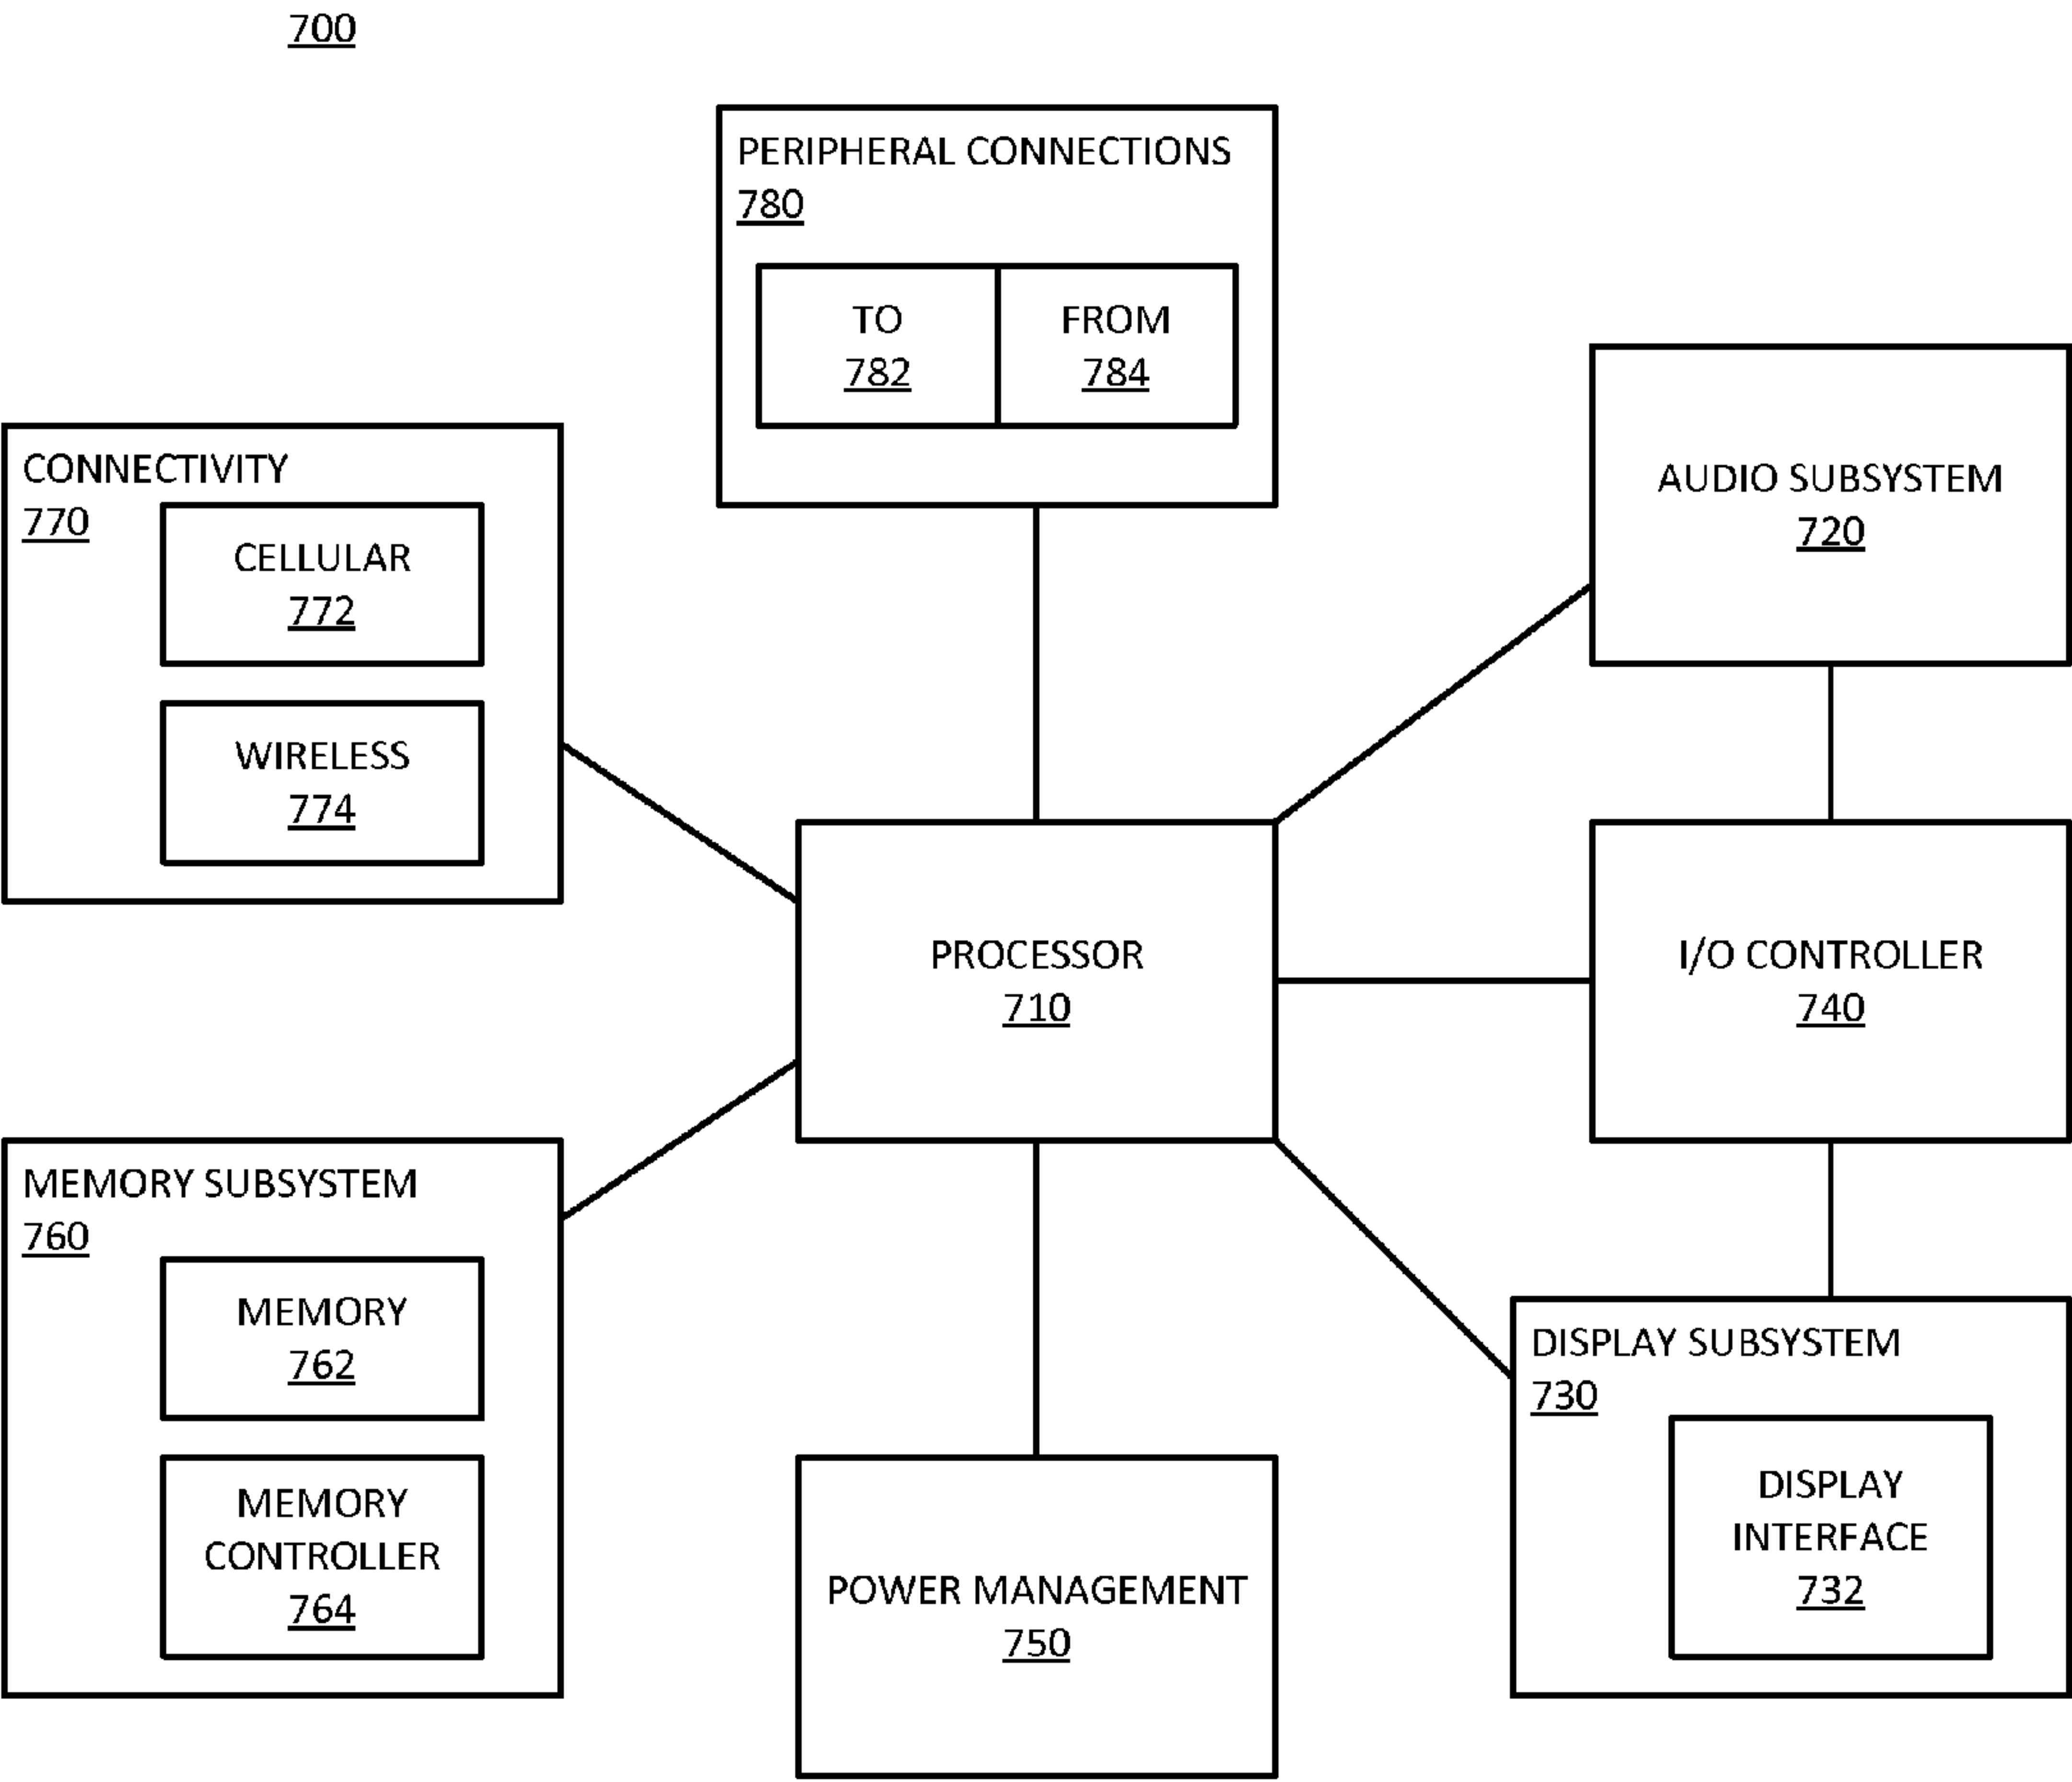 700
PERIPHERAL CONNECTIONS
780
TO
782
FROM
784
CONNECTIVITY
770
CELLULAR
772
WIRELESS
774
AUDIO SUBSYSTEM
720
PROCESSOR
710
I/O CONTROLLER
740
MEMORY SUBSYSTEM
760
MEMORY
762
MEMORY
CONTROLLER
764
POWER MANAGEMENT
750
DISPLAY SUBSYSTEM
730
DISPLAY
INTERFACE
732